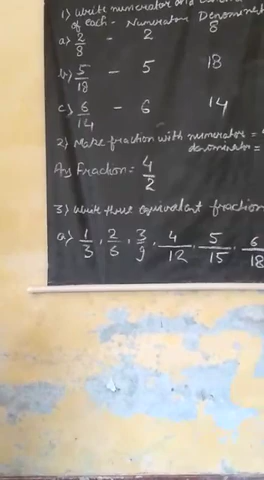 1) Write numerator and
of each - Numerator Denominat
a) 2/8 - 2 8
b) 5/18 - 5 18
c) 6/14 - 6 14
2) Make fraction with numerator =
denominator =
Ans Fraction = 4/2
3) Write three equivalent fraction
a) 1/3, 2/6, 3/9, 4/12, 5/15, 6/18